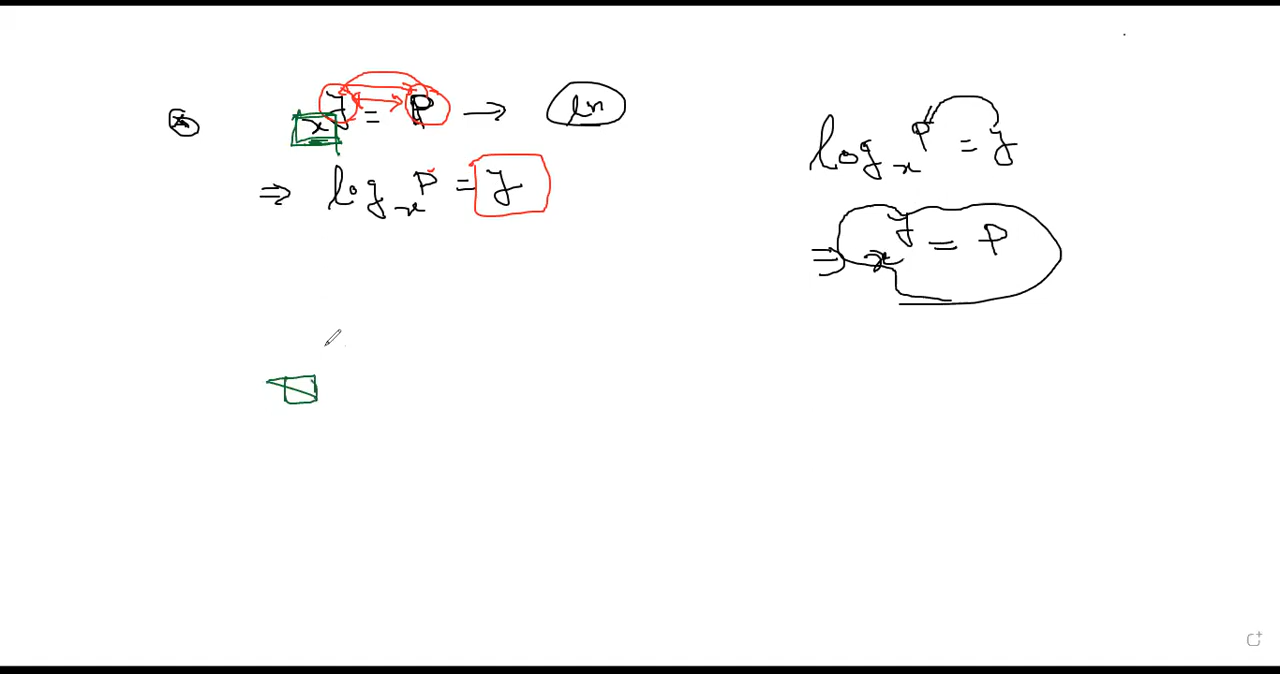 x^y = P → ln
⇒ log_x P = y
log_x P = y
⇒ x^y = P